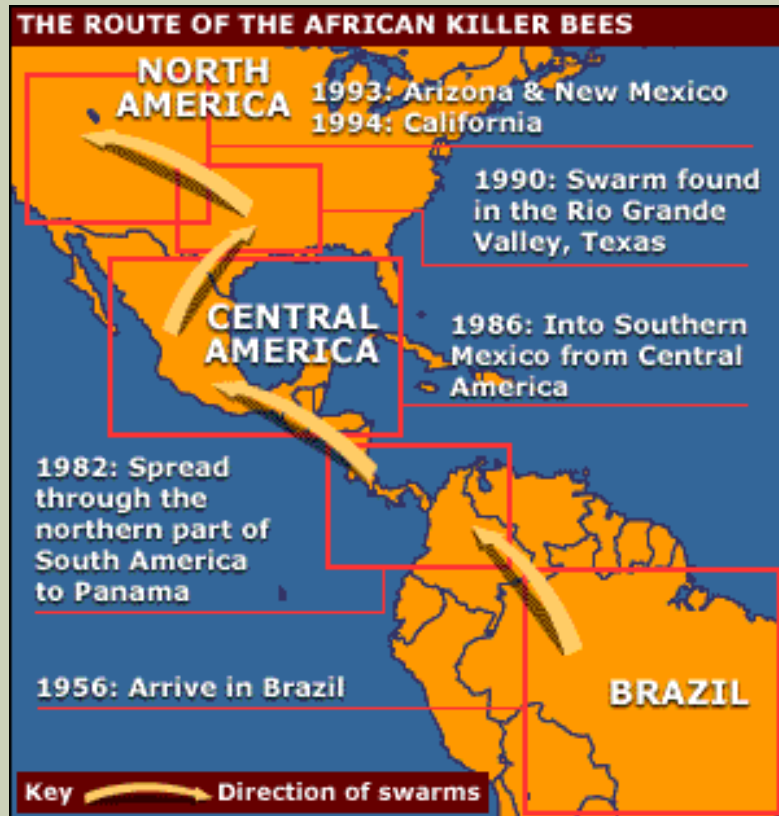 THE ROUTE OF THE AFRICAN KILLER BEES
NORTH
AMERICA
1993: Arizona & New Mexico
1994: California
1990: Swarm found
in the Rio Grande
Valley, Texas
CENTRAL
AMERICA
1986: Into Southern
Mexico from Central
America
1982: Spread
through the
northern part of
South America
to Panama
1956: Arrive in Brazil
BRAZIL
Key Direction of swarms